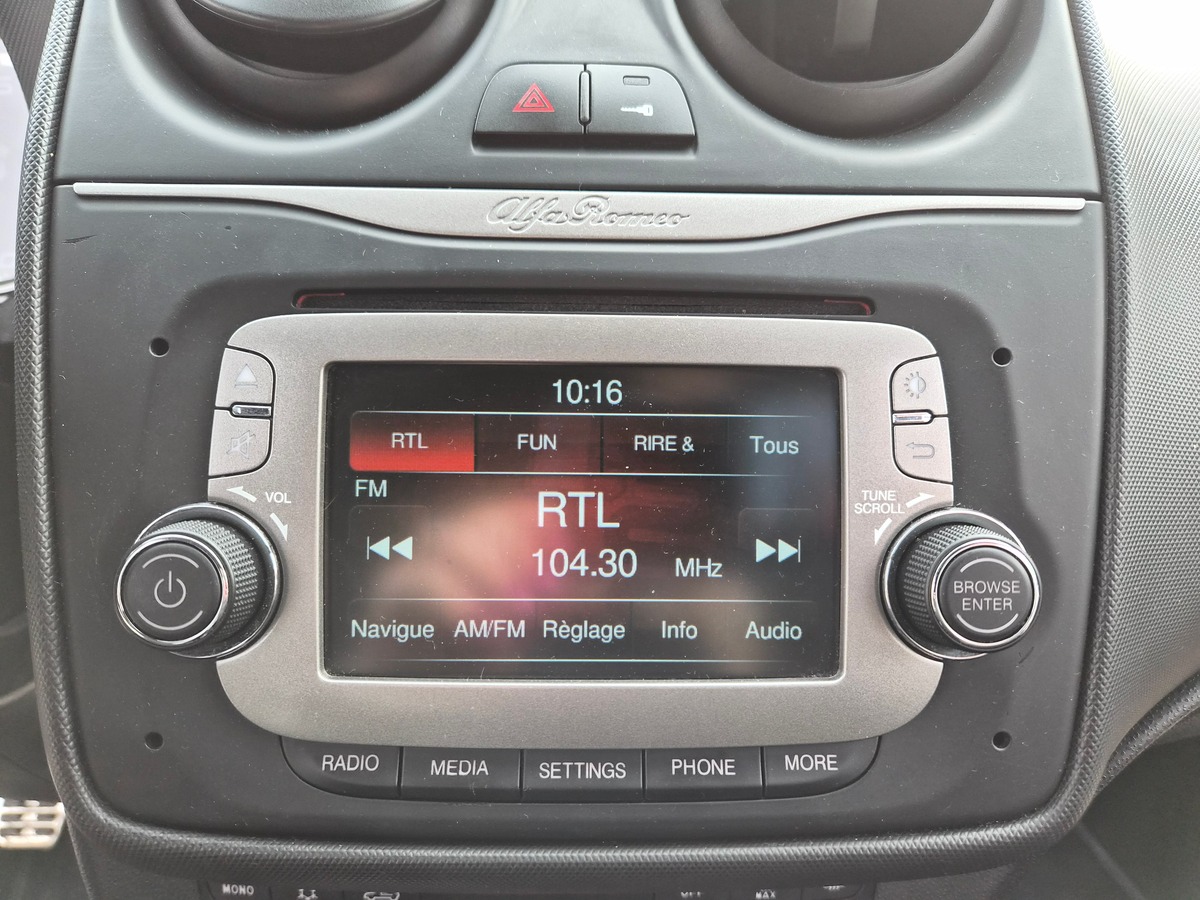 Alfa Romeo
10:16
RTL FUN RIRE & Tous
FM
RTL
104.30 MHz
Navigue AM/FM Règlage Info Audio
VOL
TUNE
SCROLL
BROWSE
ENTER
RADIO MEDIA SETTINGS PHONE MORE
MONO OFF MAX